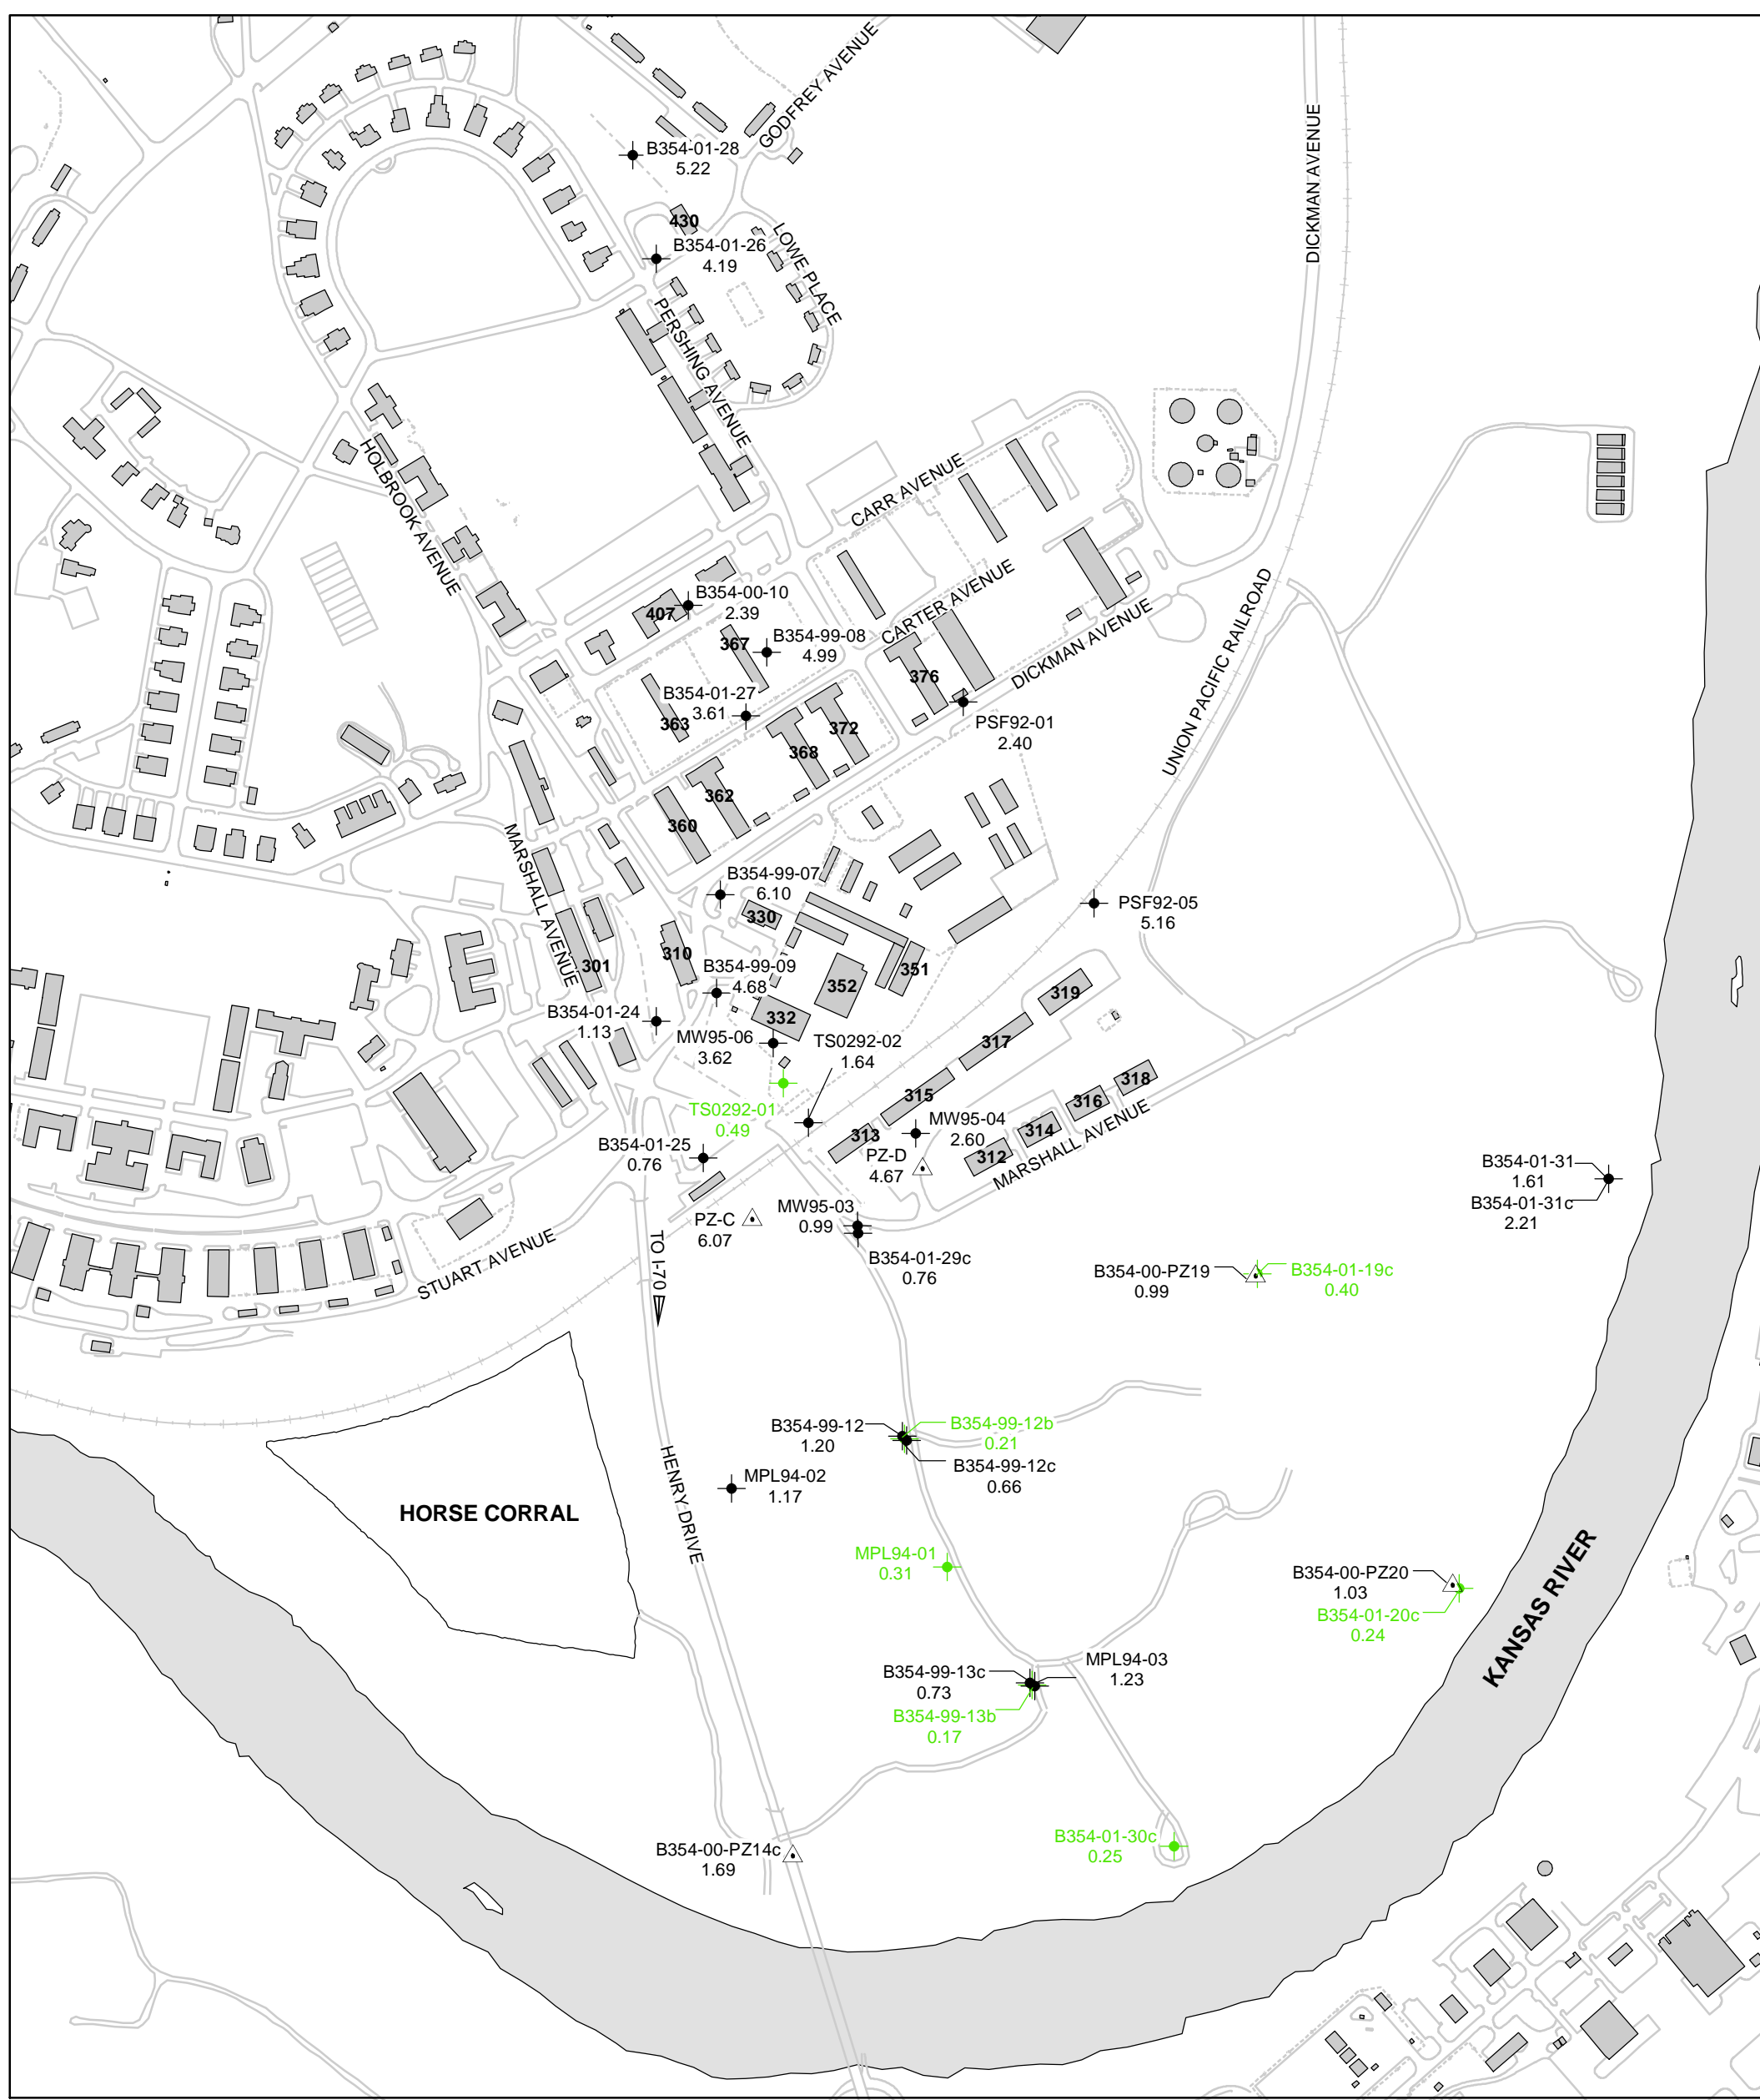 GODFREY AVENUE
DICKMAN AVENUE
B354-01-28
5.22
430
B354-01-26
4.19
LOWE PLACE
PERSHING AVENUE
HOLBROOK AVENUE
CARR AVENUE
CARTER AVENUE
DICKMAN AVENUE
UNION PACIFIC RAILROAD
B354-00-10
2.39
407
367
B354-99-08
4.99
376
B354-01-27
3.61
363
372
PSF92-01
2.40
368
362
360
MARSHALL AVENUE
B354-99-07
6.10
330
PSF92-05
5.16
301
310
351
B354-99-09
4.68
352
319
332
B354-01-24
1.13
MW95-06
3.62
TS0292-02
1.64
317
318
315
316
TS0292-01
0.49
MW95-04
2.60
314
313
312
MARSHALL AVENUE
B354-01-25
0.76
PZ-D
4.67
B354-01-31
1.61
B354-01-31c
2.21
MW95-03
0.99
PZ-C
6.07
B354-01-29c
0.76
TO I-70
STUART AVENUE
B354-00-PZ19
0.99
B354-01-19c
0.40
B354-99-12
1.20
B354-99-12b
0.21
B354-99-12c
0.66
MPL94-02
1.17
HENRY DRIVE
HORSE CORRAL
MPL94-01
0.31
B354-00-PZ20
1.03
B354-01-20c
0.24
KANSAS RIVER
B354-99-13c
0.73
MPL94-03
1.23
B354-99-13b
0.17
B354-01-30c
0.25
B354-00-PZ14c
1.69